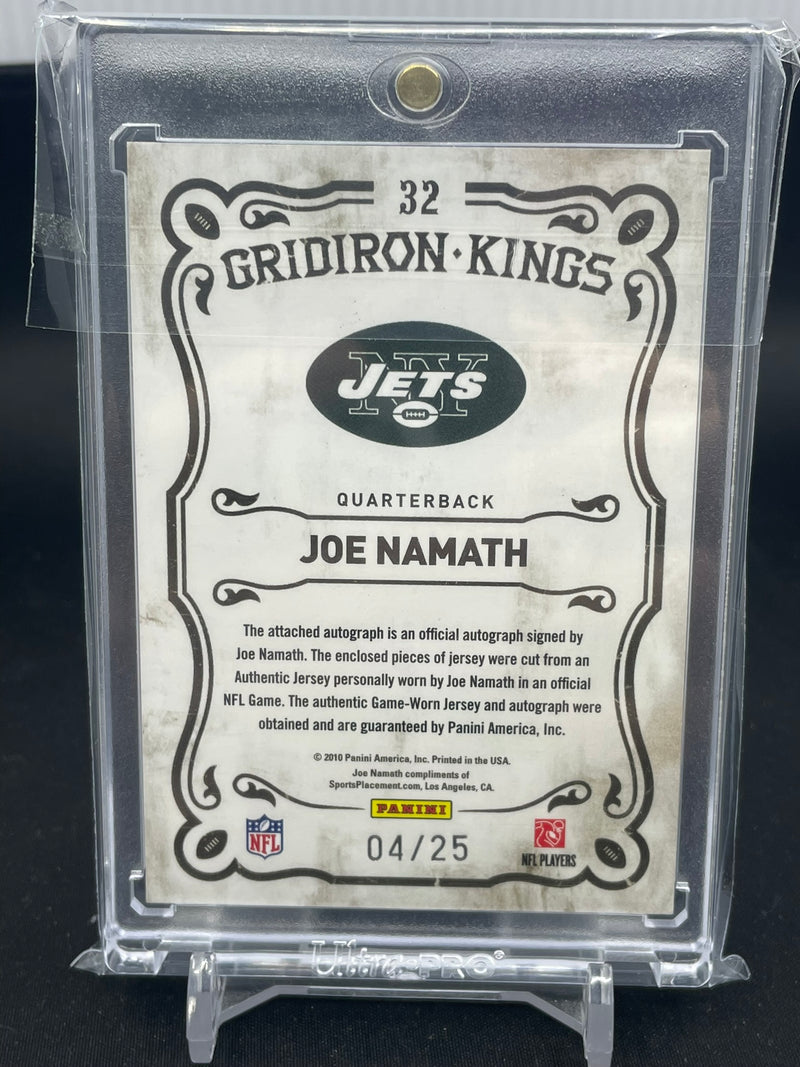 32
GRIDIRON·KINGS
NY
JETS
QUARTERBACK
JOE NAMATH
The attached autograph is an official autograph signed by
Joe Namath. The enclosed pieces of jersey were cut from an
Authentic Jersey personally worn by Joe Namath in an official
NFL Game. The authentic Game-Worn Jersey and autograph were
obtained and are guaranteed by Panini America, Inc.
© 2010 Panini America, Inc. Printed in the USA.
Joe Namath compliments of
SportsPlacement.com, Los Angeles, CA.
PANINI
NFL
04/25
NFL PLAYERS
Ultra·PRO®